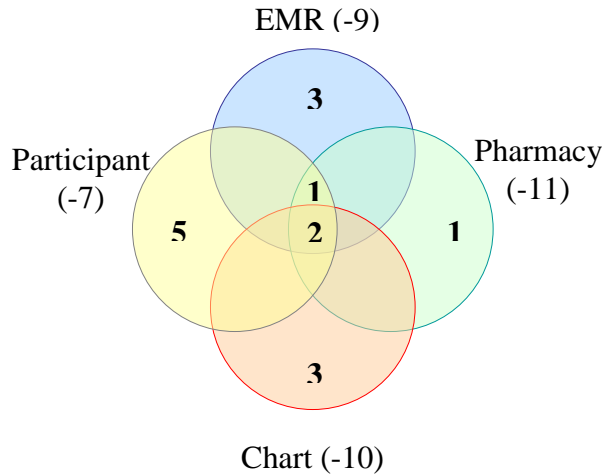 EMR (-9)
3
Participant
(-7)
Pharmacy
(-11)
1
5
2
1
3
Chart (-10)